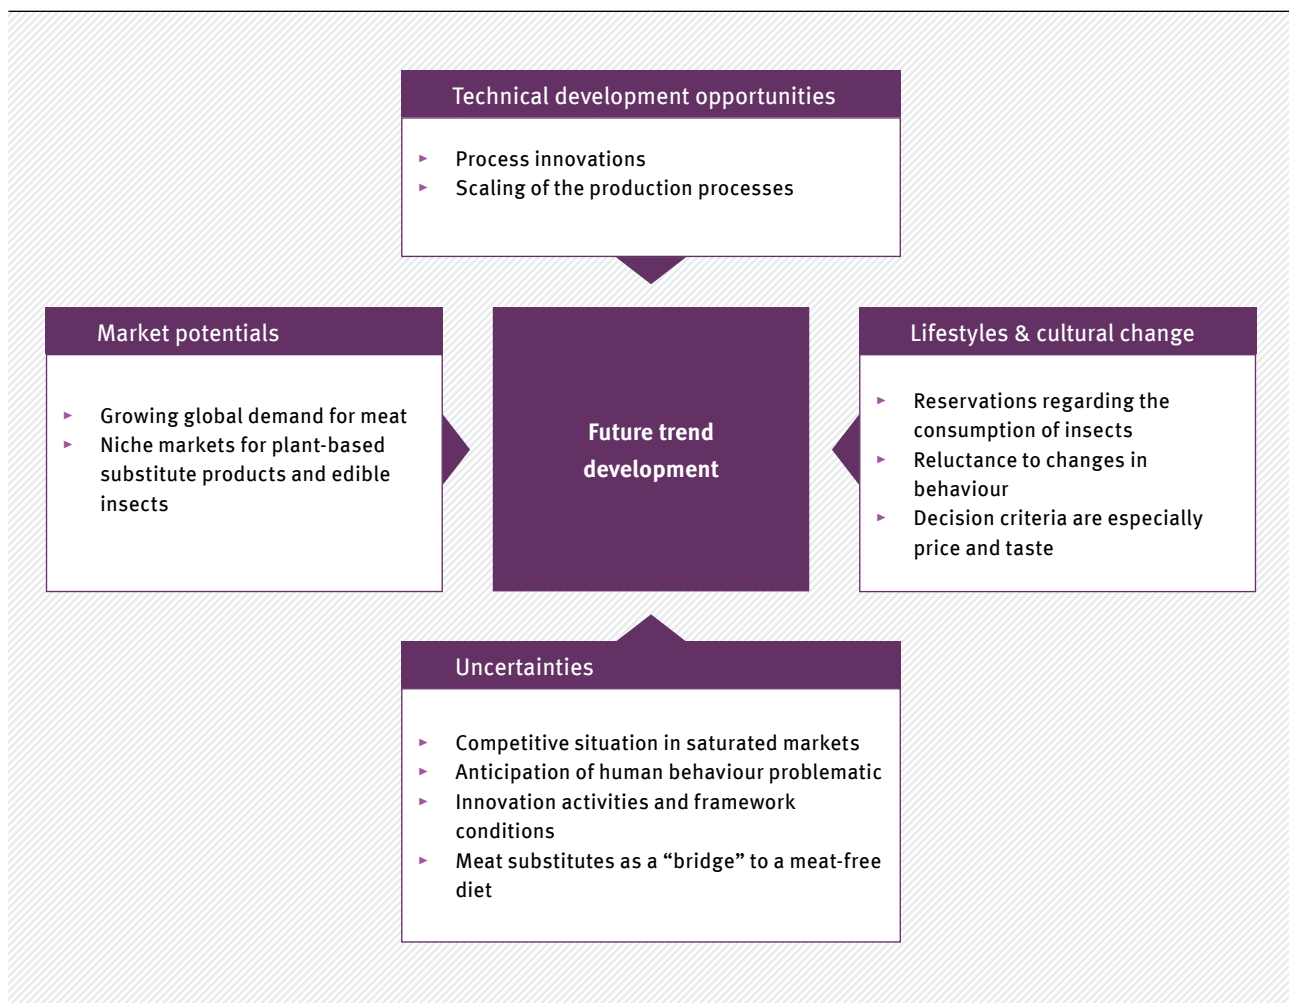 Technical development opportunities
► Process innovations
► Scaling of the production processes
Market potentials
► Growing global demand for meat
► Niche markets for plant-based
substitute products and edible
insects
Future trend
development
Lifestyles & cultural change
► Reservations regarding the
consumption of insects
► Reluctance to changes in
behaviour
► Decision criteria are especially
price and taste
Uncertainties
► Competitive situation in saturated markets
► Anticipation of human behaviour problematic
► Innovation activities and framework
conditions
► Meat substitutes as a “bridge” to a meat-free
diet